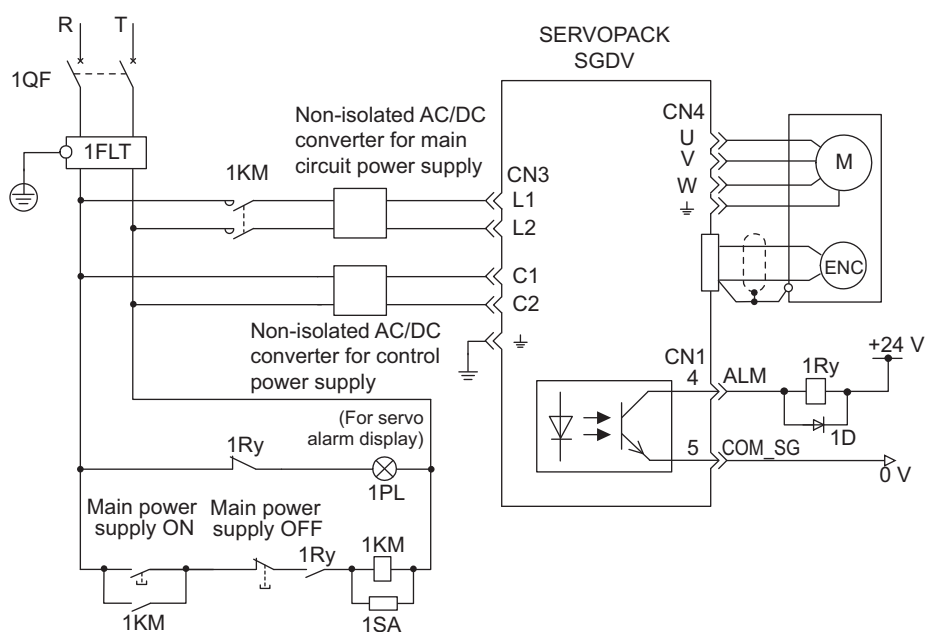 R T
SERVOPACK
SGDV
1QF
Non-isolated AC/DC
converter for main
circuit power supply
CN4
U
V
W
M
1FLT
1KM
CN3
L1
L2
C1
C2
ENC
Non-isolated AC/DC
converter for control
power supply
CN1
+24 V
4 ALM
1Ry
1D
(For servo
alarm display)
1Ry
1PL
5 COM_SG
0 V
Main power
supply ON
Main power
supply OFF
1Ry
1KM
1KM
1SA